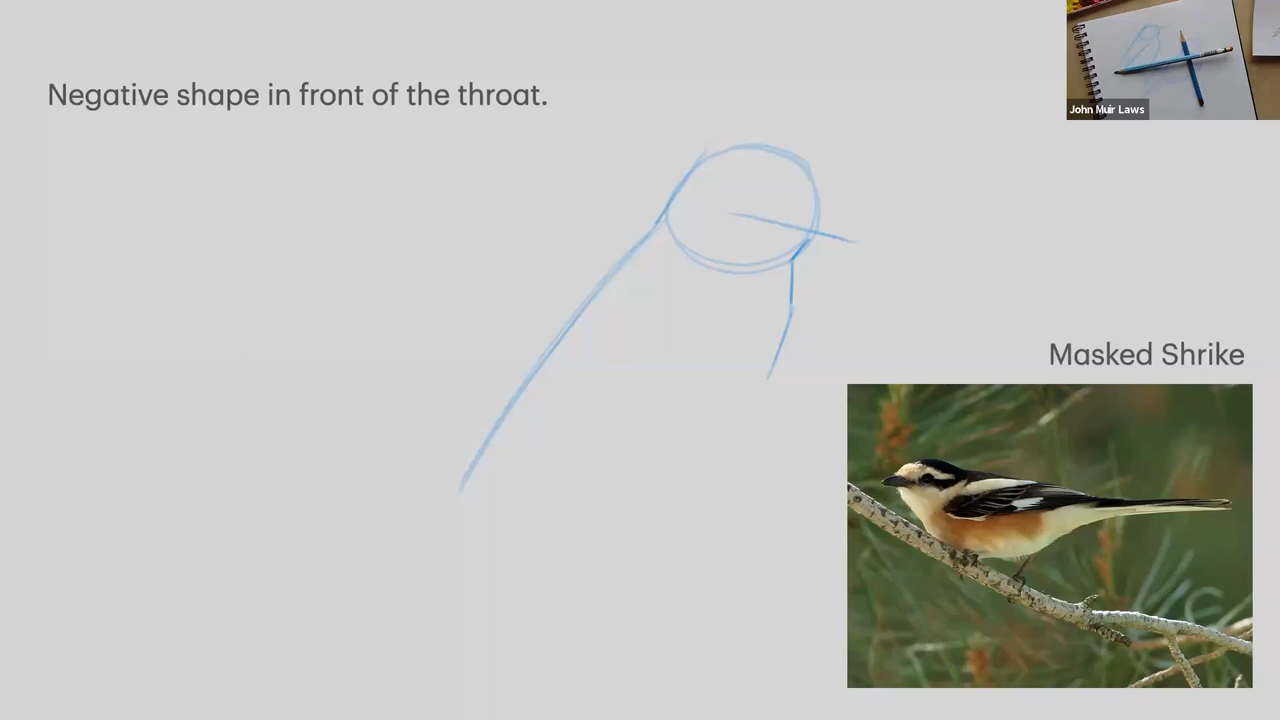 Negative shape in front of the throat.
John Muir Laws
Masked Shrike